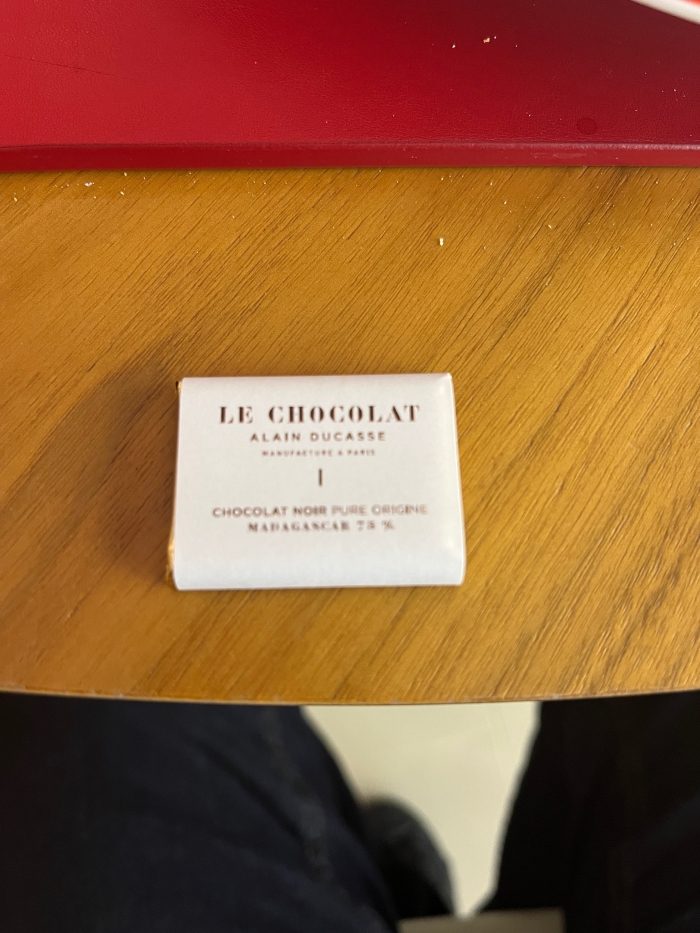 LE CHOCOLAT
ALAIN DUCASSE
MANUFACTURE À PARIS
CHOCOLAT NOIR PURE ORIGINE
MADAGASCAR 75 %